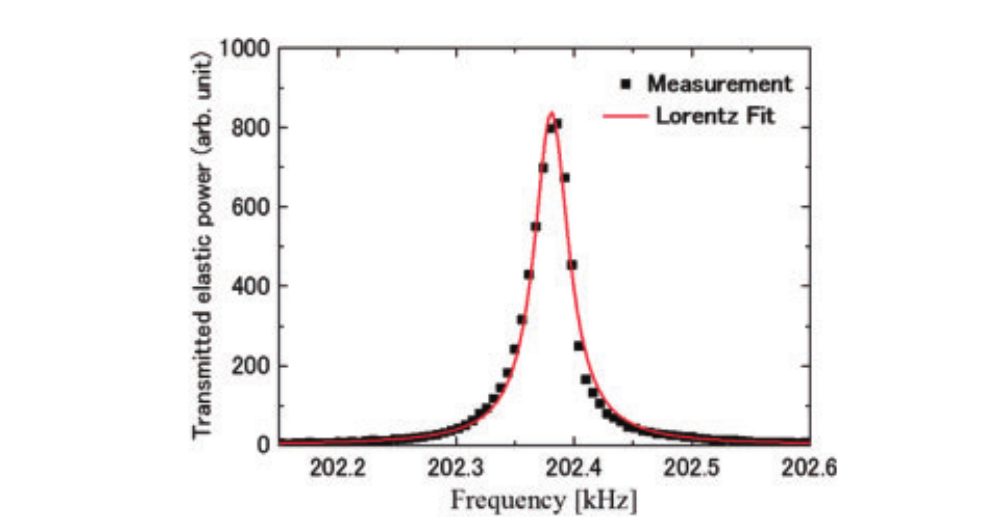 1000
800
600
400
200
0
Transmitted elastic power (arb. unit)
Measurement
Lorentz Fit
202.2 202.3 202.4 202.5 202.6
Frequency [kHz]